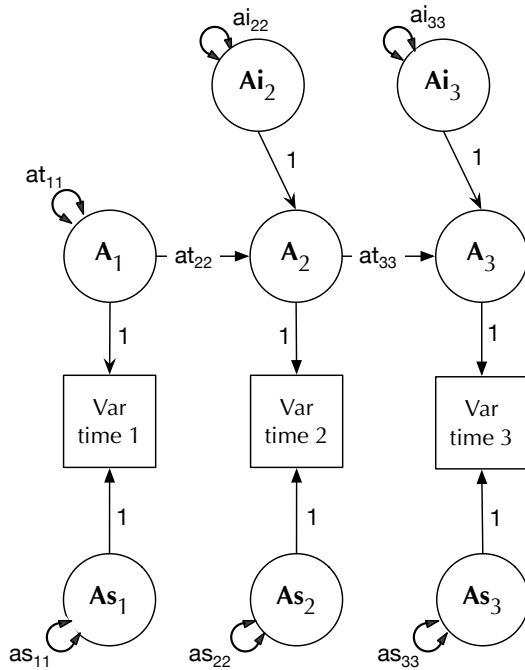 ai22
ai33
Ai2
Ai3
1
1
at11
A1
at22
A2
at33
A3
1
1
1
Var
time 1
Var
time 2
Var
time 3
1
1
1
As1
As2
As3
as11
as22
as33